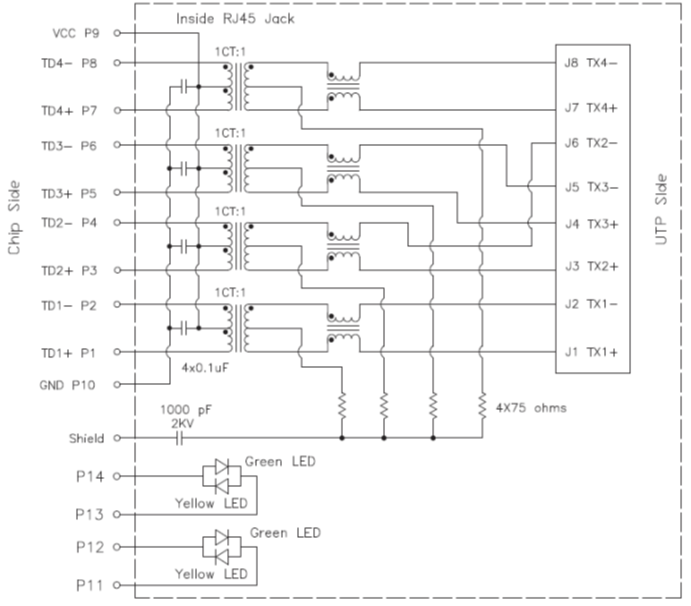 Inside RJ45 Jack
VCC P9
1CT:1
TD4- P8
J8 TX4-
TD4+ P7
J7 TX4+
1CT:1
TD3- P6
J6 TX2-
TD3+ P5
J5 TX3-
1CT:1
TD2- P4
J4 TX3+
TD2+ P3
J3 TX2+
1CT:1
TD1- P2
J2 TX1-
TD1+ P1
J1 TX1+
4x0.1uF
GND P10
Chip Side
UTP SIde
1000 pF
2KV
4X75 ohms
Shield
Green LED
P14
Yellow LED
P13
Green LED
P12
Yellow LED
P11